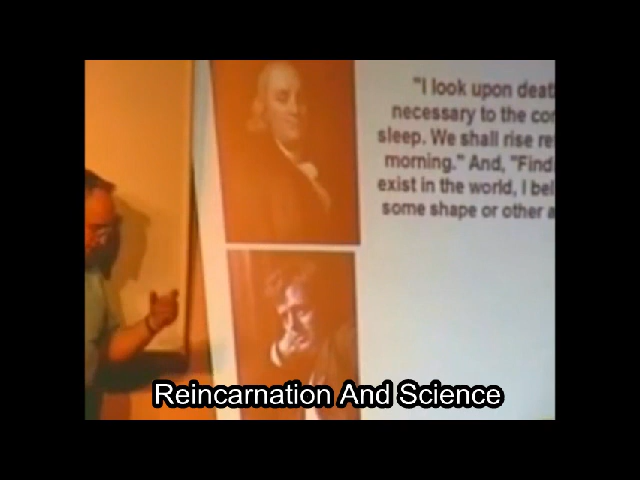 "I look upon deat
necessary to the co
sleep. We shall rise re
morning." And, "Find
exist in the world, I bel
some shape or other a
Reincarnation And Science